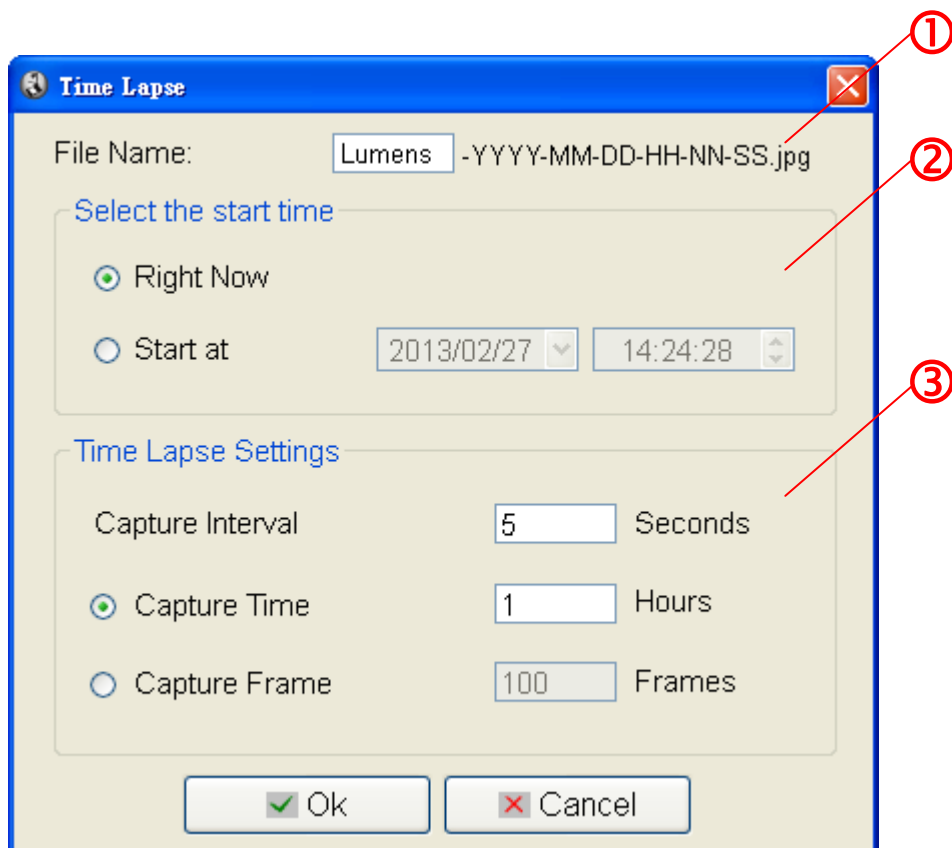 ①
Time Lapse
File Name: Lumens -YYYY-MM-DD-HH-NN-SS.jpg
②
Select the start time
Right Now
Start at 2013/02/27 14:24:28
③
Time Lapse Settings
Capture Interval 5 Seconds
Capture Time 1 Hours
Capture Frame 100 Frames
Ok Cancel